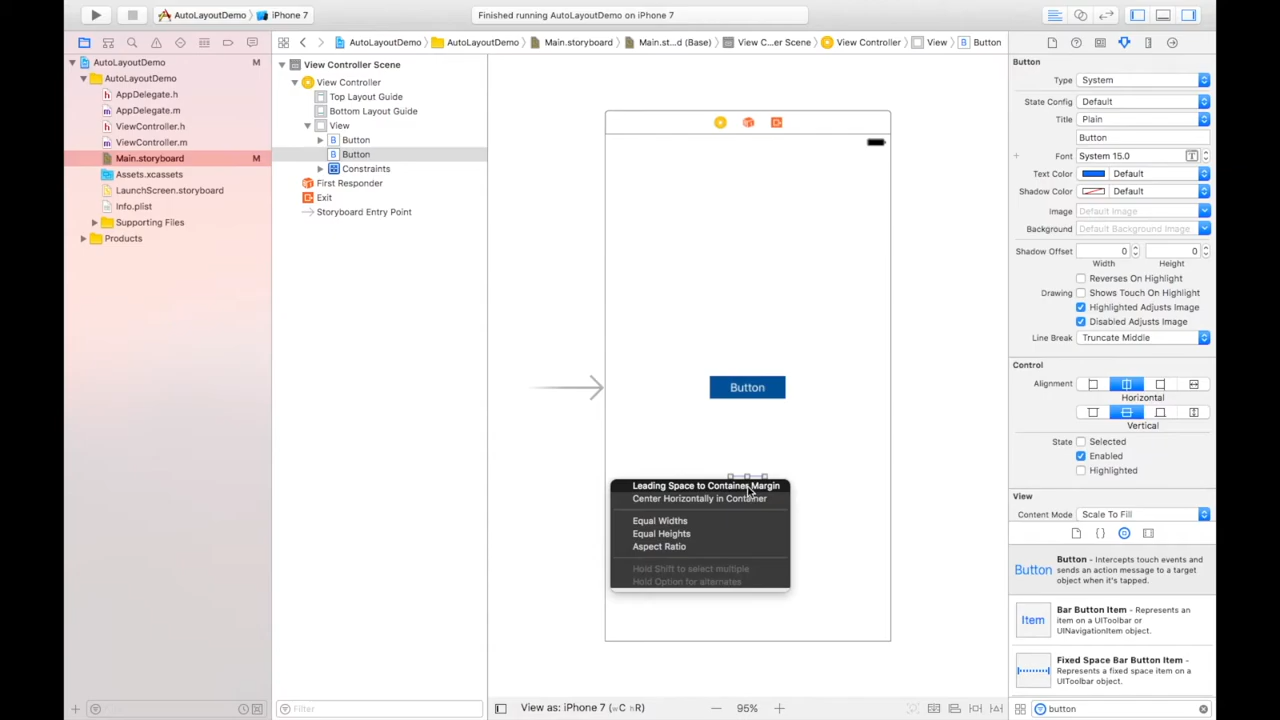 AutoLayoutDemo iPhone 7
Finished running AutoLayoutDemo on iPhone 7
AutoLayoutDemo AutoLayoutDemo Main.storyboard Main.st...d (Base) View C...er Scene View Controller View B Button
AutoLayoutDemo M
AutoLayoutDemo
h AppDelegate.h
m AppDelegate.m
h ViewController.h
m ViewController.m
Main.storyboard M
Assets.xcassets
LaunchScreen.storyboard
Info.plist
Supporting Files
Products
View Controller Scene
View Controller
Top Layout Guide
Bottom Layout Guide
View
B Button
B Button
Constraints
First Responder
Exit
Storyboard Entry Point
Button
Leading Space to Container Margin
Center Horizontally in Container
Equal Widths
Equal Heights
Aspect Ratio
Hold Shift to select multiple
Hold Option for alternates
Button
Type System
State Config Default
Title Plain
Button
Font System 15.0 T
Text Color Default
Shadow Color Default
Image Default Image
Background Default Background Image
Shadow Offset 0 0
Width Height
Reverses On Highlight
Drawing Shows Touch On Highlight
Highlighted Adjusts Image
Disabled Adjusts Image
Line Break Truncate Middle
Control
Alignment
Horizontal
Vertical
State Selected
Enabled
Highlighted
View
Content Mode Scale To Fill
{ }
Button
Button - Intercepts touch events and
sends an action message to a target
object when it's tapped.
Item
Bar Button Item - Represents an
item on a UIToolbar or
UINavigationItem object.
Fixed Space Bar Button Item -
Represents a fixed space item on a
UIToolbar object.
Filter
View as: iPhone 7 (wC hR) — 95% +
button